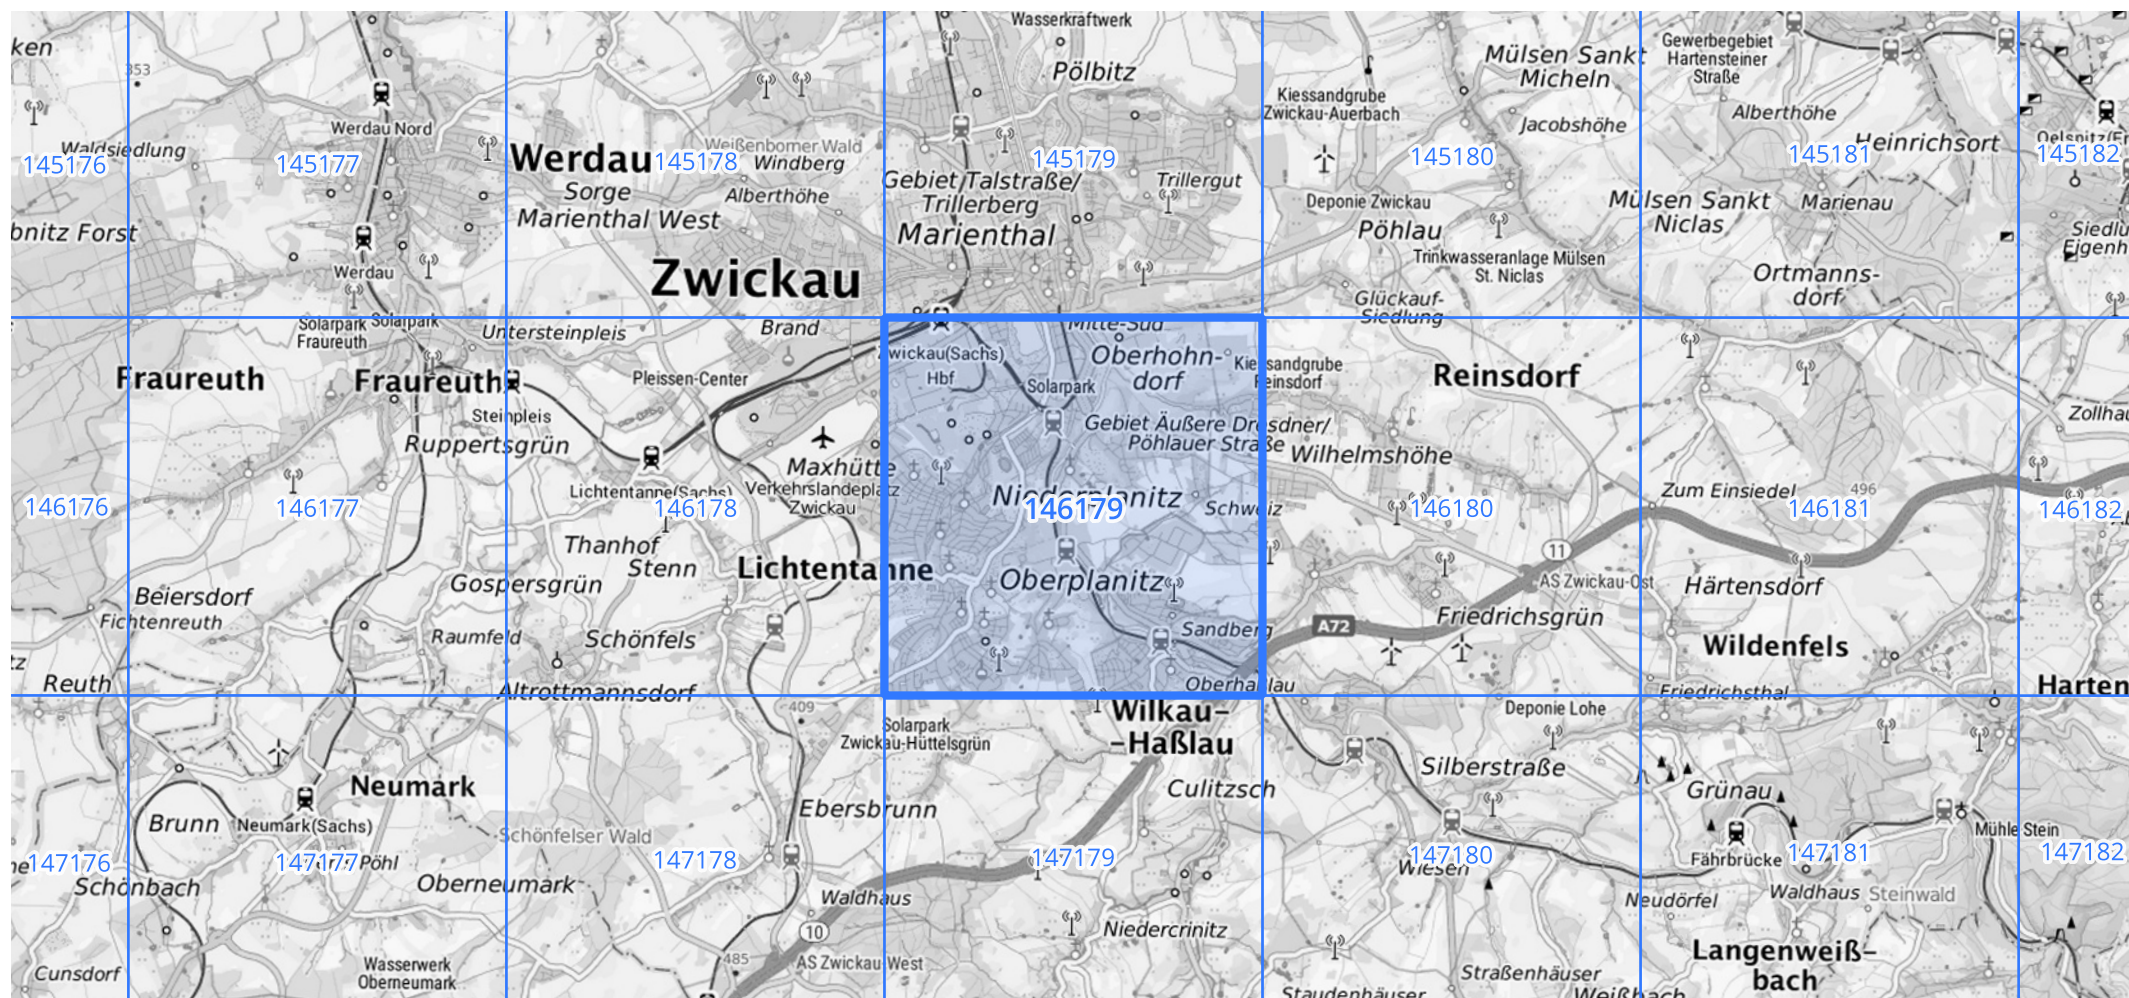 Wasserkraftwerk
ken
353
Pölbitz
Mülsen Sankt
Micheln
Gewerbegebiet
Hartensteiner
Straße
Kiessandgrube
Zwickau-Auerbach
Alberthöhe
Jacobshöhe
Werdau Nord
Waldsiedlung
Weißenborner Wald
Windberg
Heinrichsort
Oelsnitz(Er
145176
145177
Werdau
145178
145179
145180
145181
145182
Sorge
Marienthal West
Alberthöhe
Gebiet Talstraße/
Trillerberg
Trillergut
Deponie Zwickau
Mülsen Sankt
Niclas
Marienau
bnitz Forst
Marienthal
Pöhlau
Siedlu
Eigenh
Werdau
Zwickau
Trinkwasseranlage Mülsen
St. Niclas
Ortmanns-
dorf
Glückauf-
Siedlung
Solarpark
Fraureuth
Solarpark
Untersteinpleis
Brand
Mitte-Süd
Zwickau(Sachs)
Hbf
Oberhohn-
dorf
Kiessandgrube
Reinsdorf
Fraureuth
Fraureuth
Pleissen-Center
Solarpark
Reinsdorf
Steinpleis
Ruppertsgrün
Gebiet Äußere Dresdner/
Pöhlauer Straße
Zollhau
Wilhelmshöhe
Maxhütte
Verkehrslandeplatz
Zwickau
Lichtentanne(Sachs)
Niederplanitz
Schweiz
Zum Einsiedel
496
146176
146177
146178
146179
146180
146181
146182
Thanhof
Stenn
Lichtentanne
11
AS Zwickau-Ost
Gospersgrün
Oberplanitz
Härtensdorf
Beiersdorf
Fichtenreuth
Raumfeld
Schönfels
Sandberg
A72
Friedrichsgrün
Wildenfels
tz
Reuth
Altrottmannsdorf
Oberhaßlau
Friedrichsthal
Harten
409
Solarpark
Zwickau-Hüttelsgrün
Wilkau-
-Haßlau
Deponie Lohe
Neumark
Silberstraße
Culitzsch
Grünau
Ebersbrunn
Brunn
Neumark(Sachs)
Schönfelser Wald
Mühle Stein
Fährbrücke
147176
147177
Pöhl
147178
147179
147180
147181
147182
Wiesen
Schönbach
Oberneumark
Waldhaus
Neudörfel
Waldhaus
Steinwald
10
Niedercrinitz
485
AS Zwickau-West
Cunsdorf
Wasserwerk
Oberneumark
Straßenhäuser
Langenweiß-
bach
Staudenhäuser
Weißbach